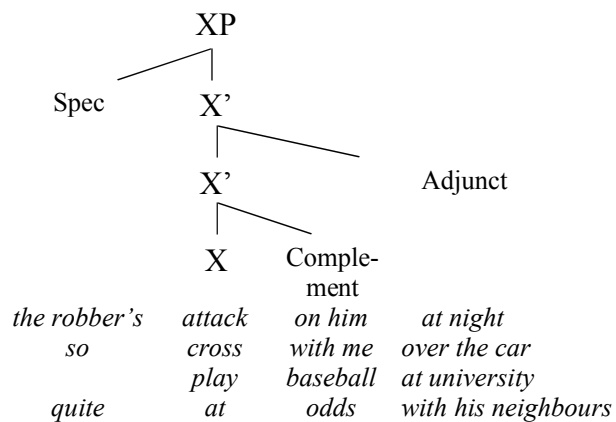 XP
Spec
X’
X’
Adjunct
X
Comple-
ment
the robber’s attack on him at night
so cross with me over the car
play baseball at university
quite at odds with his neighbours